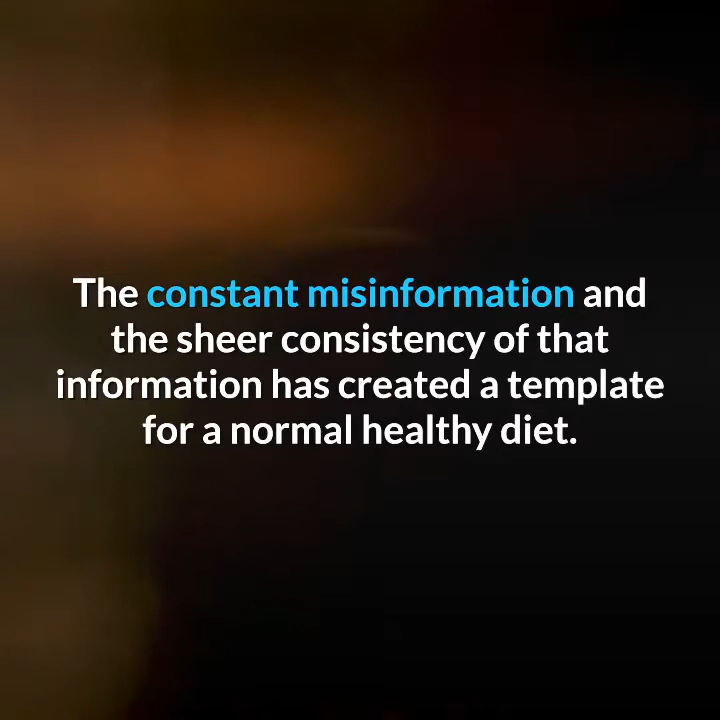 The constant misinformation and
the sheer consistency of that
information has created a template
for a normal healthy diet.